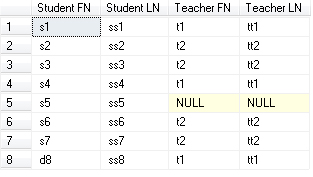 Student FN Student LN Teacher FN Teacher LN
1 s1 ss1 t1 tt1
2 s2 ss2 t2 tt2
3 s3 ss3 t2 tt2
4 s4 ss4 t1 tt1
5 s5 ss5 NULL NULL
6 s6 ss6 t2 tt2
7 s7 ss7 t2 tt2
8 d8 ss8 t1 tt1